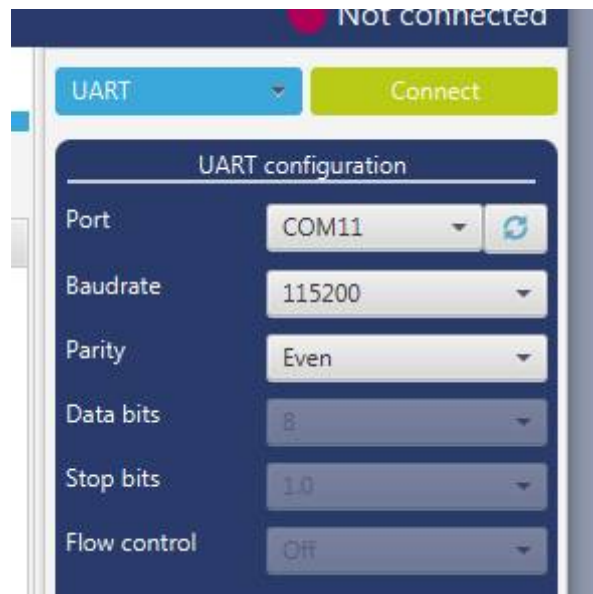 Not connected
UART Connect
UART configuration
Port COM11
Baudrate 115200
Parity Even
Data bits 8
Stop bits 1.0
Flow control Off